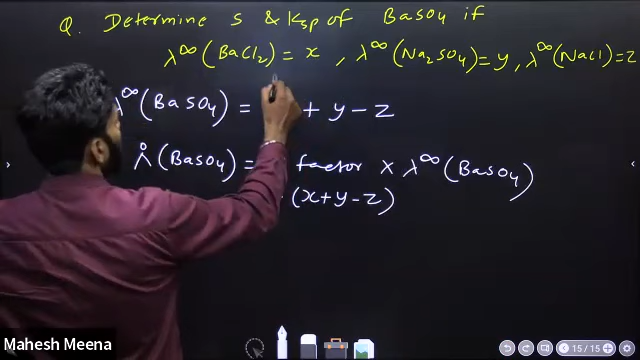 Q. Determine S & Ksp of BaSO4 if
λ∞(BaCl2) = x , λ∞(Na2SO4) = y, λ∞(NaCl) = z
λ∞(BaSO4) = + y - z
λ°(BaSO4) = factor × λ∞(BaSO4)
(x+y-z)
Mahesh Meena
15/15